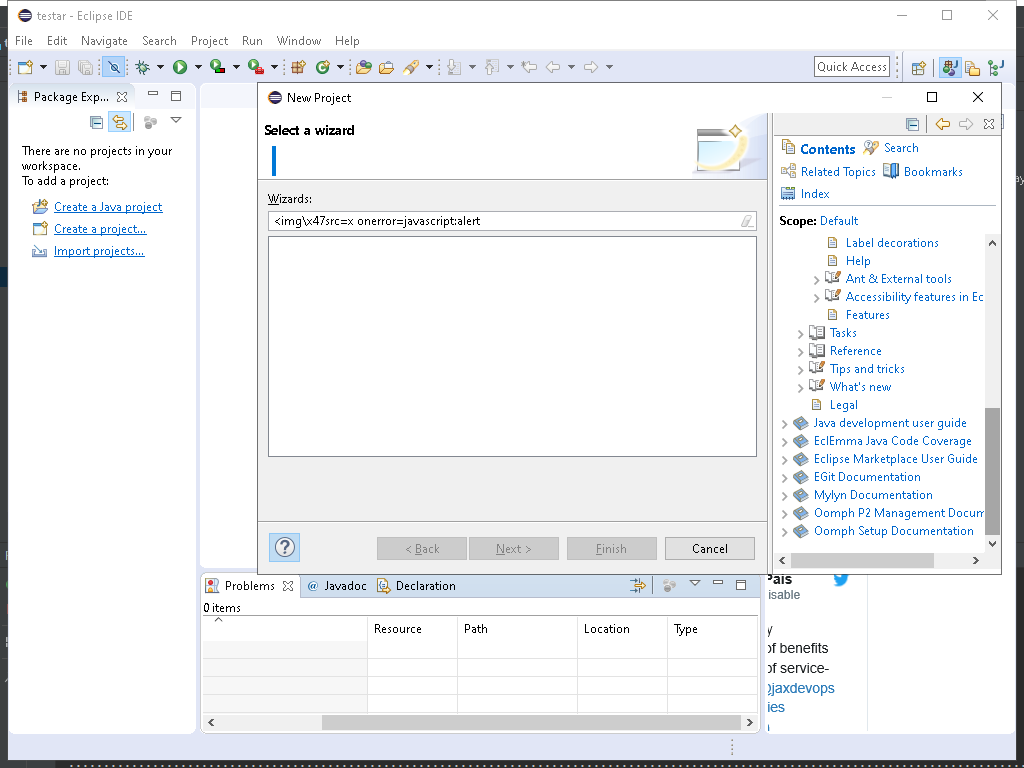 testar - Eclipse IDE
File Edit Navigate Search Project Run Window Help
Quick Access
Package Exp...
There are no projects in your
workspace.
To add a project:
Create a Java project
Create a project...
Import projects...
New Project
Select a wizard
Wizards:
<img\x47src=x onerror=javascript:alert
< Back
Next >
Finish
Cancel
Contents
Search
Related Topics
Bookmarks
Index
Scope: Default
Label decorations
Help
Ant & External tools
Accessibility features in Ec
Features
Tasks
Reference
Tips and tricks
What's new
Legal
Java development user guide
EclEmma Java Code Coverage
Eclipse Marketplace User Guide
EGit Documentation
Mylyn Documentation
Oomph P2 Management Docum
Oomph Setup Documentation
Problems
@ Javadoc
Declaration
0 items
Resource
Path
Location
Type
Pais
isable
y
of benefits
of service-
@jaxdevops
ies